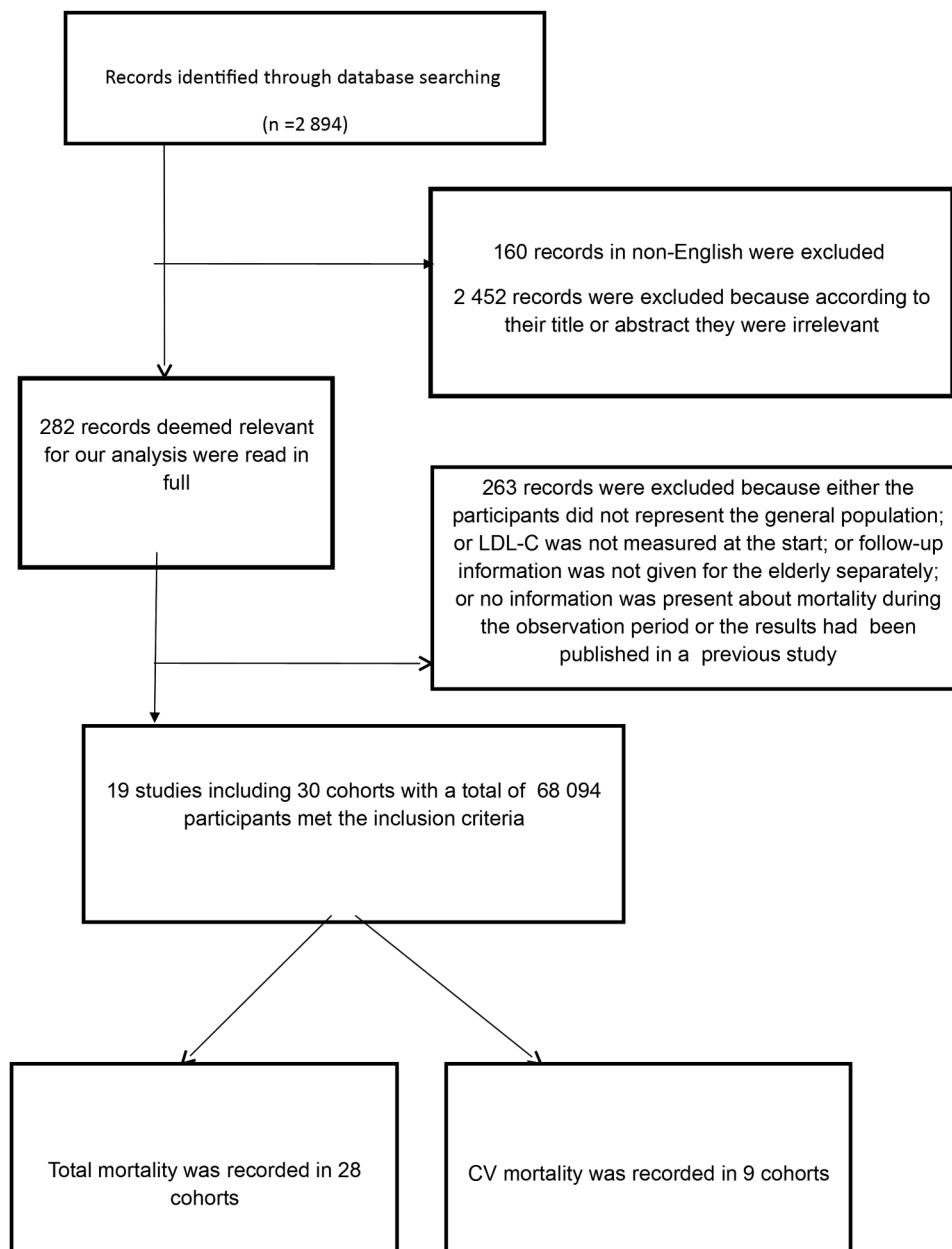 Records identified through database searching
(n =2 894)
160 records in non-English were excluded
2 452 records were excluded because according to
their title or abstract they were irrelevant
282 records deemed relevant
for our analysis were read in
full
263 records were excluded because either the
participants did not represent the general population;
or LDL-C was not measured at the start; or follow-up
information was not given for the elderly separately;
or no information was present about mortality during
the observation period or the results had been
published in a previous study
19 studies including 30 cohorts with a total of 68 094
participants met the inclusion criteria
Total mortality was recorded in 28
cohorts
CV mortality was recorded in 9 cohorts